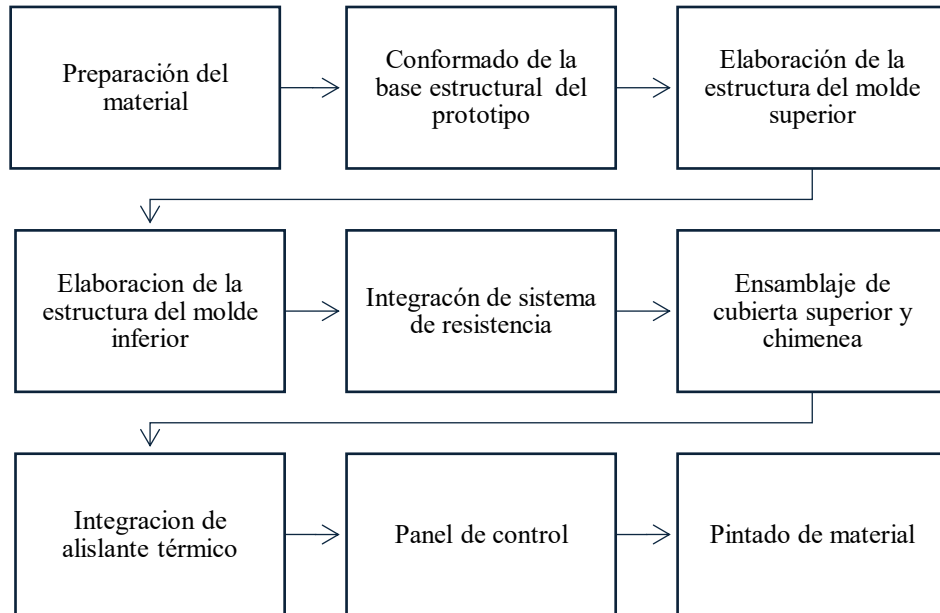 Preparación del
material
Conformado de la
base estructural del
prototipo
Elaboración de la
estructura del molde
superior
Elaboracion de la
estructura del molde
inferior
Integracón de sistema
de resistencia
Ensamblaje de
cubierta superior y
chimenea
Integracion de
alislante térmico
Panel de control
Pintado de material